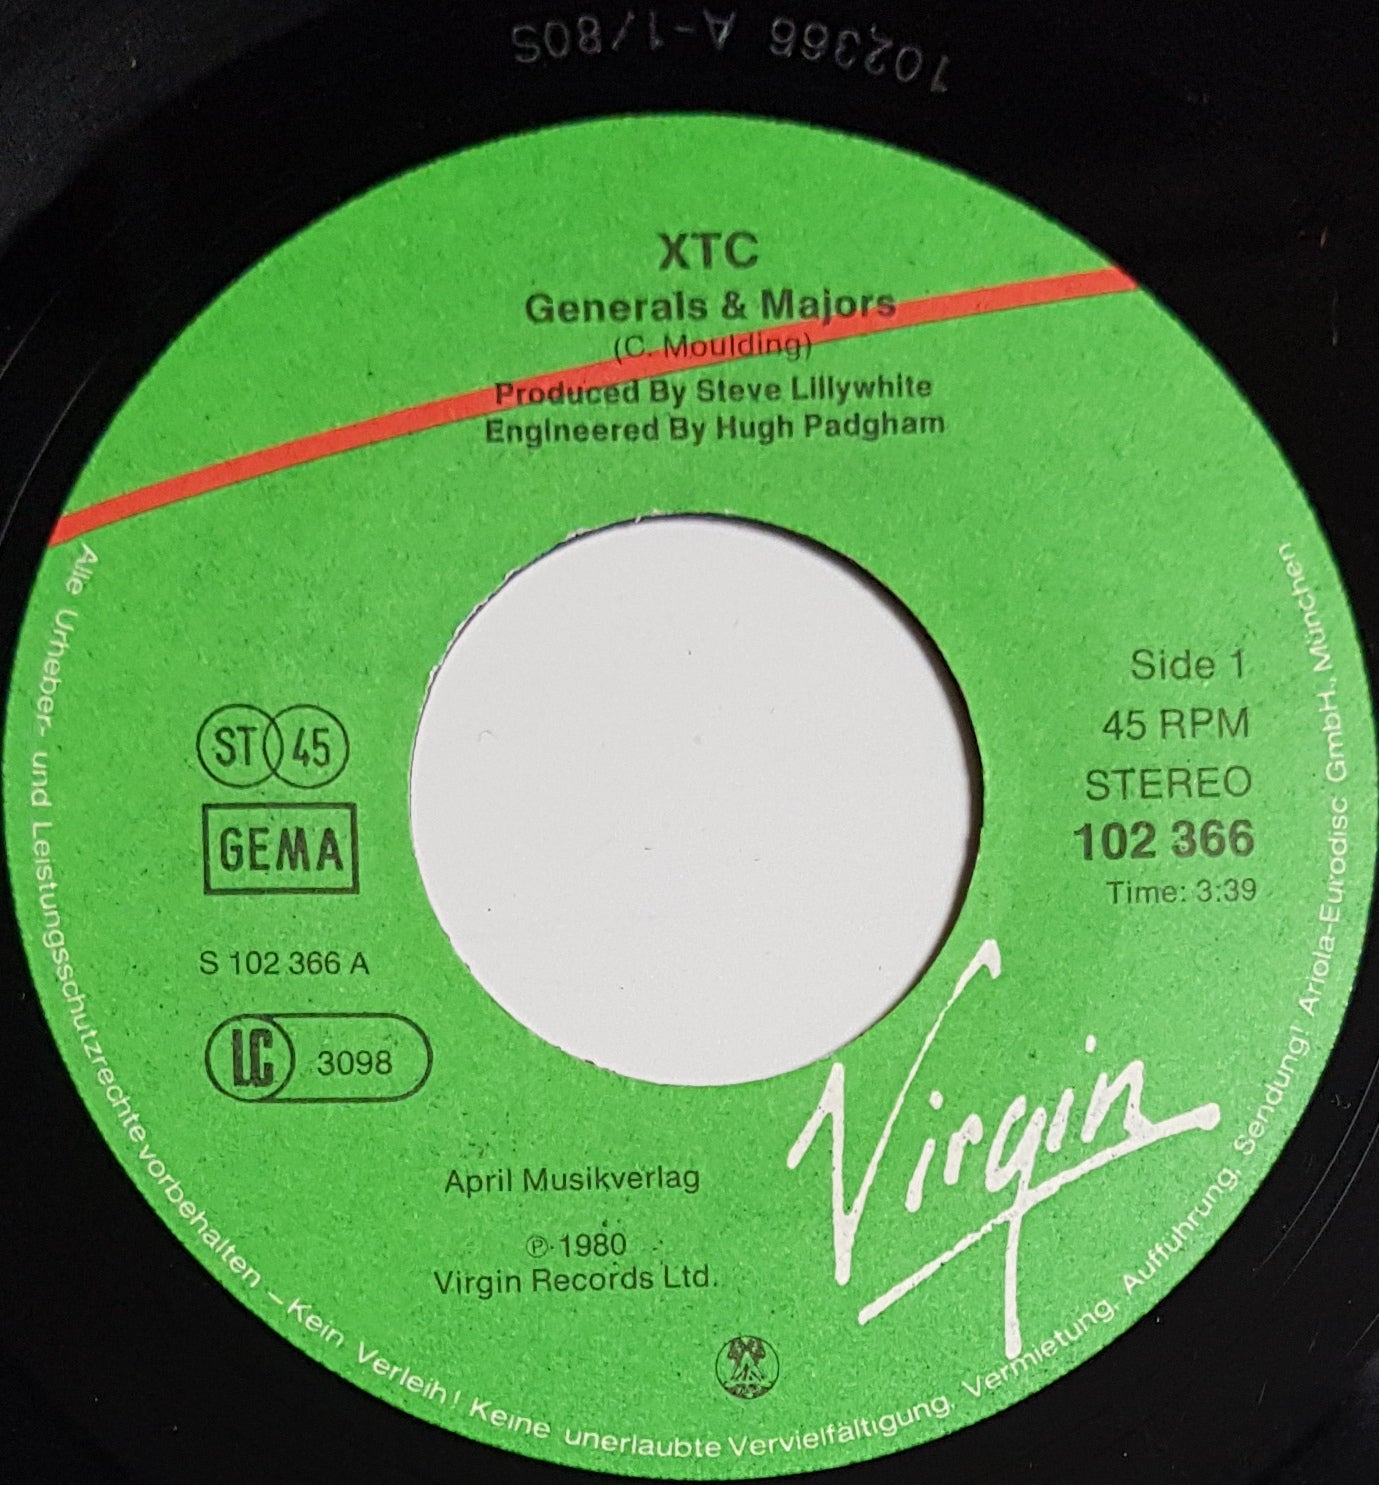 102366 A-1/80S
XTC
Generals & Majors
(C. Moulding)
Produced By Steve Lillywhite
Engineered By Hugh Padgham
Side 1
45 RPM
STEREO
102 366
Time: 3:39
ST 45
GEMA
S 102 366 A
LC 3098
Virgin
April Musikverlag
℗ 1980
Virgin Records Ltd.
Alle Urheber- und Leistungsschutzrechte vorbehalten – Kein Verleih! Keine unerlaubte Vervielfältigung, Vermietung, Aufführung, Sendung! Ariola-Eurodisc GmbH., München